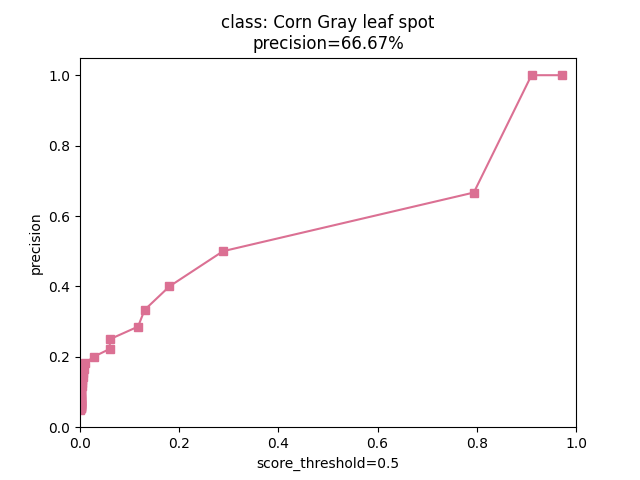 class: Corn Gray leaf spot
precision=66.67%
1.0
0.8
0.6
0.4
0.2
0.0
precision
0.0 0.2 0.4 0.6 0.8 1.0
score_threshold=0.5